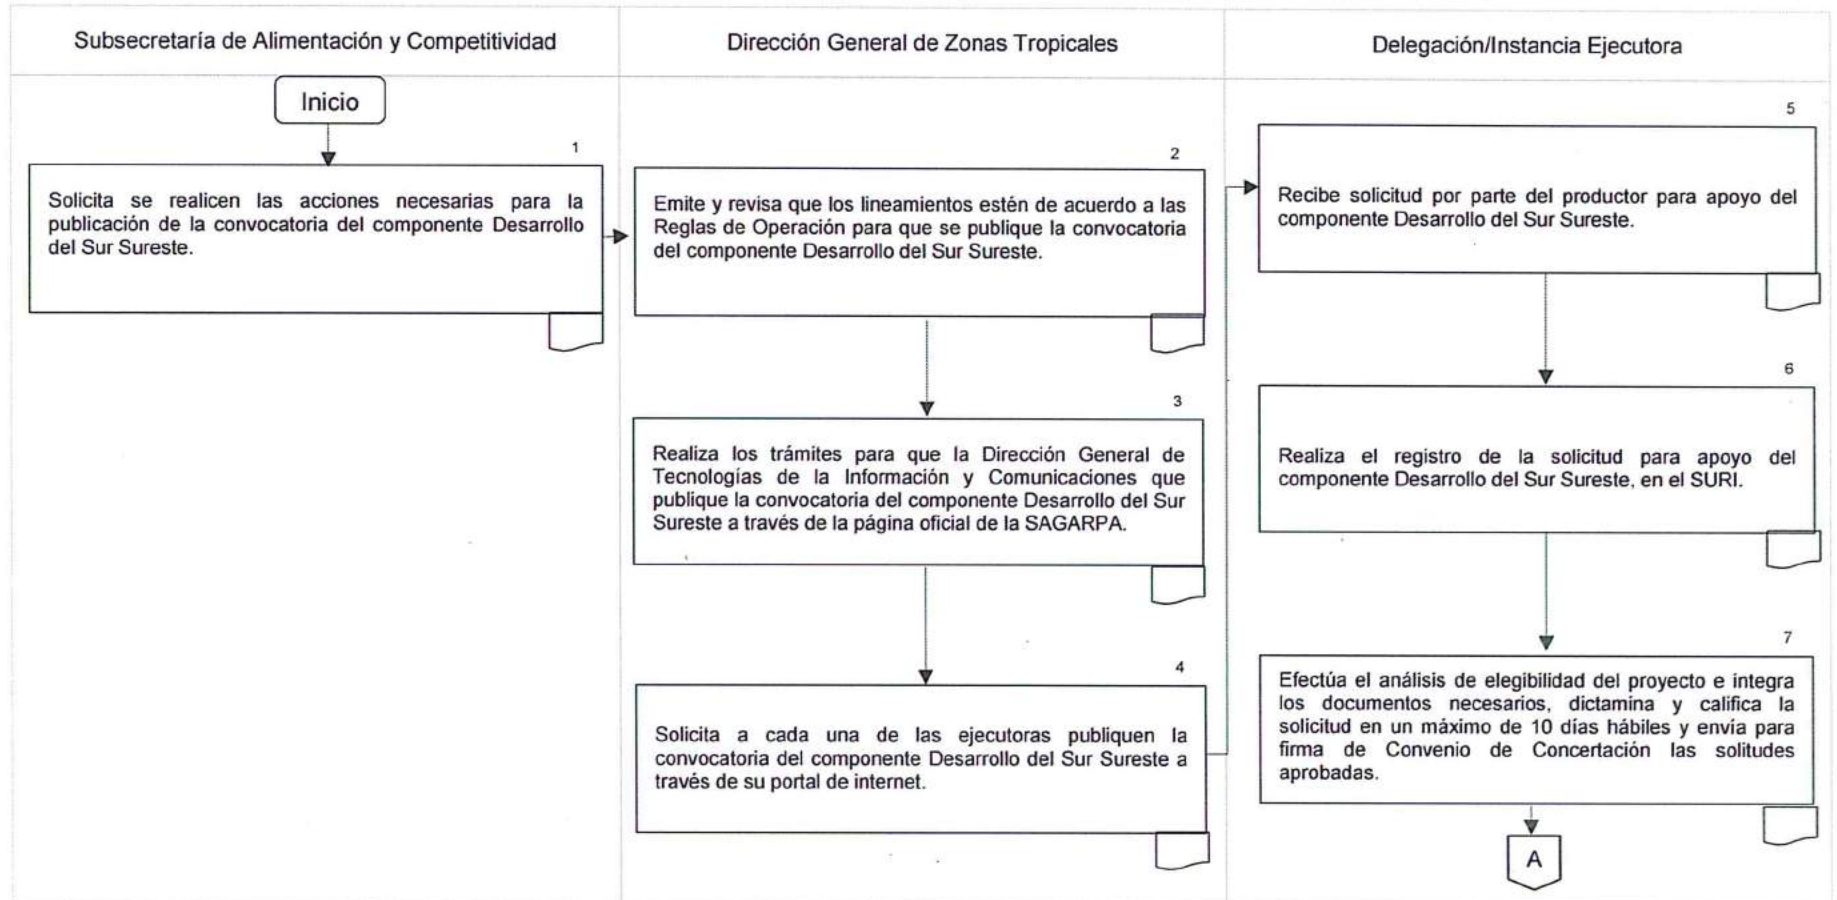 Subsecretaría de Alimentación y Competitividad
Dirección General de Zonas Tropicales
Delegación/Instancia Ejecutora
Inicio
1
Solicita se realicen las acciones necesarias para la
publicación de la convocatoria del componente Desarrollo
del Sur Sureste.
2
Emite y revisa que los lineamientos estén de acuerdo a las
Reglas de Operación para que se publique la convocatoria
del componente Desarrollo del Sur Sureste.
3
Realiza los trámites para que la Dirección General de
Tecnologías de la Información y Comunicaciones que
publique la convocatoria del componente Desarrollo del Sur
Sureste a través de la página oficial de la SAGARPA.
4
Solicita a cada una de las ejecutoras publiquen la
convocatoria del componente Desarrollo del Sur Sureste a
través de su portal de internet.
5
Recibe solicitud por parte del productor para apoyo del
componente Desarrollo del Sur Sureste.
6
Realiza el registro de la solicitud para apoyo del
componente Desarrollo del Sur Sureste, en el SURI.
7
Efectúa el análisis de elegibilidad del proyecto e integra
los documentos necesarios, dictamina y califica la
solicitud en un máximo de 10 días hábiles y envía para
firma de Convenio de Concertación las solitudes
aprobadas.
A